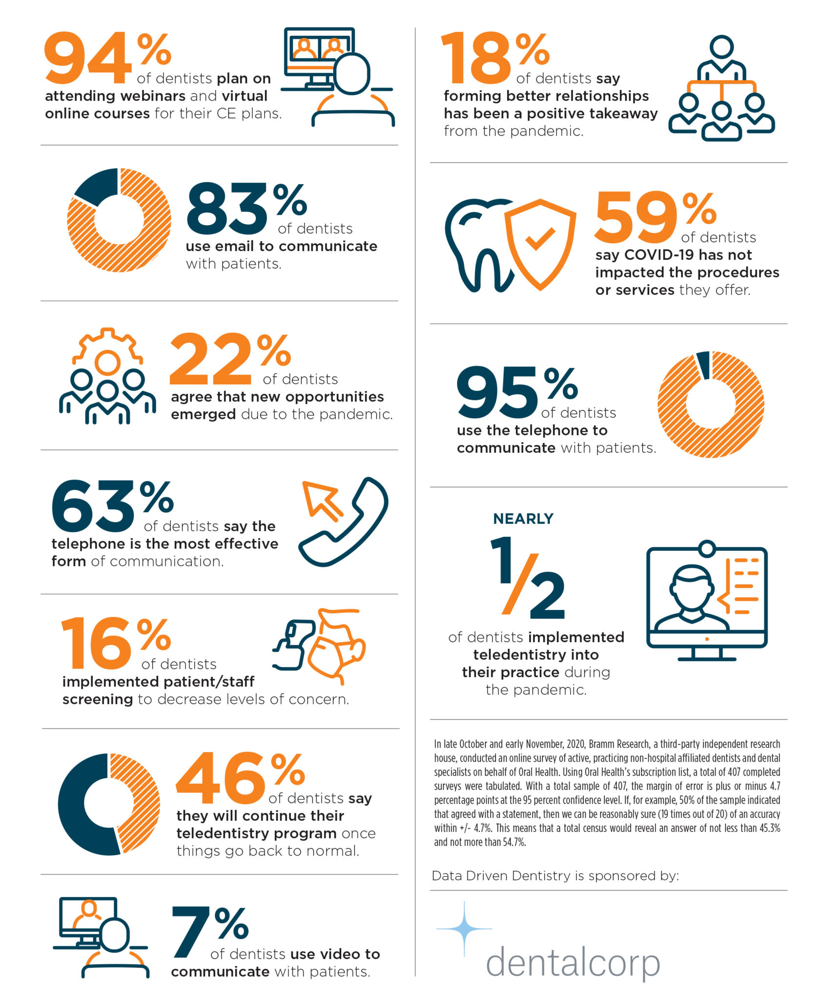 94%
of dentists plan on
attending webinars and virtual
online courses for their CE plans.
83%
of dentists
use email to communicate
with patients.
22%
of dentists
agree that new opportunities
emerged due to the pandemic.
63%
of dentists say the
telephone is the most effective
form of communication.
16%
of dentists
implemented patient/staff
screening to decrease levels of concern.
46%
of dentists say
they will continue their
teledentistry program once
things go back to normal.
7%
of dentists use video to
communicate with patients.
18%
of dentists say
forming better relationships
has been a positive takeaway
from the pandemic.
59%
of dentists
say COVID-19 has not
impacted the procedures
or services they offer.
95%
of dentists
use the telephone to
communicate with patients.
NEARLY
1/2
of dentists implemented
teledentistry into
their practice during
the pandemic.
In late October and early November, 2020, Bramm Research, a third-party independent research
house, conducted an online survey of active, practicing non-hospital affiliated dentists and dental
specialists on behalf of Oral Health. Using Oral Health's subscription list, a total of 407 completed
surveys were tabulated. With a total sample of 407, the margin of error is plus or minus 4.7
percentage points at the 95 percent confidence level. If, for example, 50% of the sample indicated
that agreed with a statement, then we can be reasonably sure (19 times out of 20) of an accuracy
within +/- 4.7%. This means that a total census would reveal an answer of not less than 45.3%
and not more than 54.7%.
Data Driven Dentistry is sponsored by:
dentalcorp